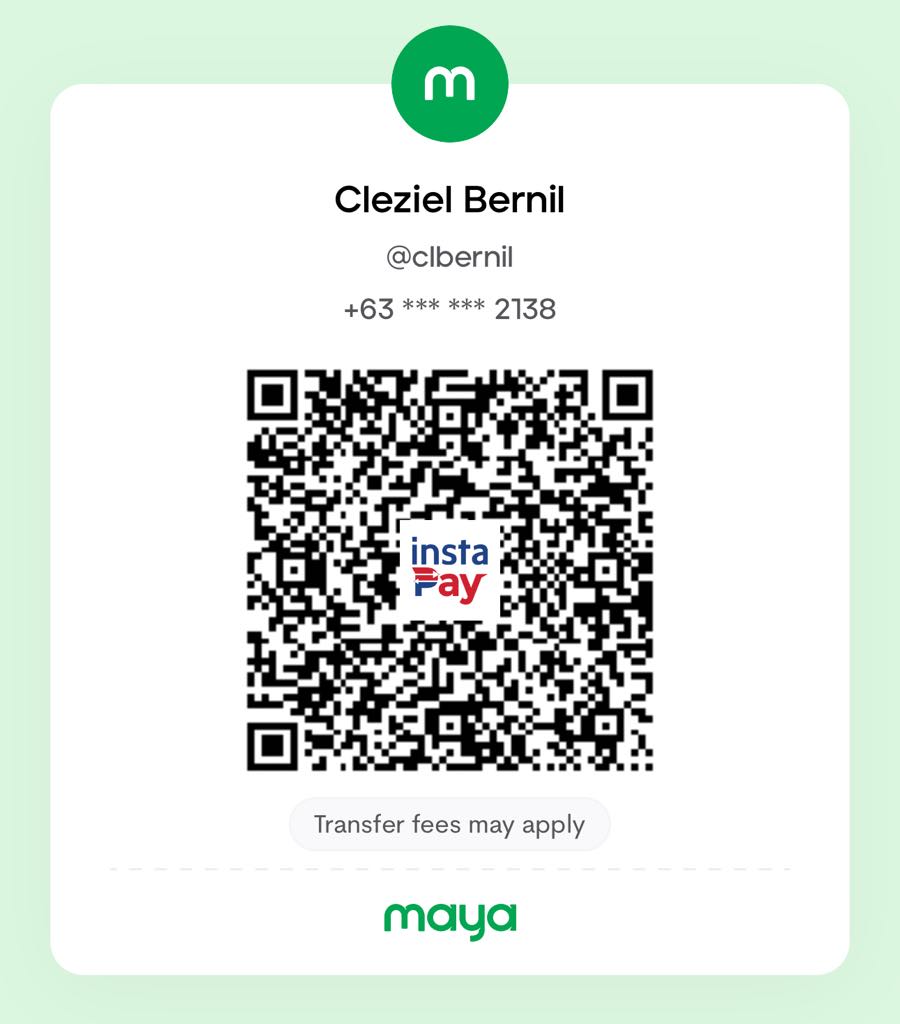 m
Cleziel Bernil
@clbernil
+63 *** *** 2138
insta
Pay
Transfer fees may apply
maya